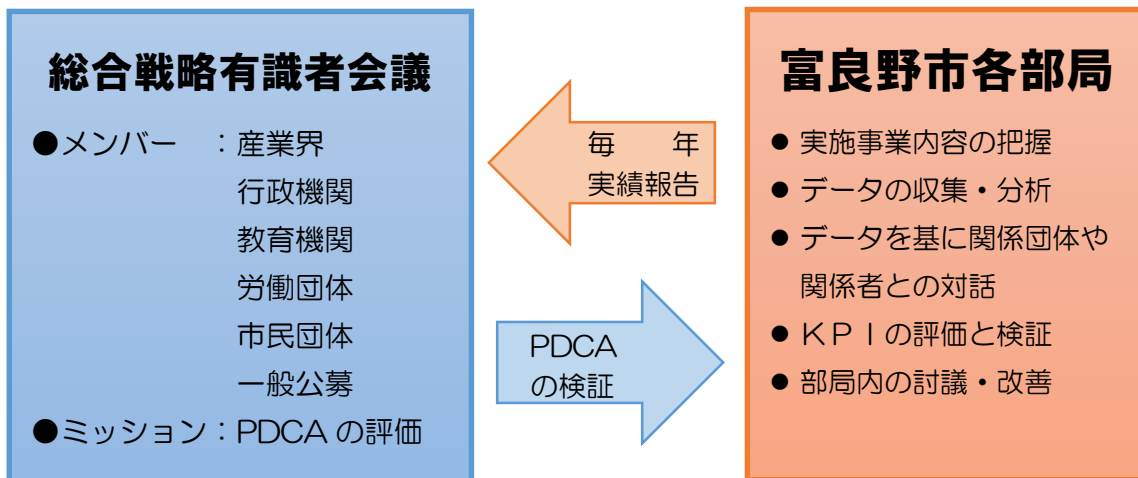 総合戦略有識者会議
●メンバー ：産業界
行政機関
教育機関
労働団体
市民団体
一般公募
●ミッション：PDCA の評価
毎 年
実績報告
PDCA
の検証
富良野市各部局
● 実施事業内容の把握
● データの収集・分析
● データを基に関係団体や
関係者との対話
● ＫＰＩの評価と検証
● 部局内の討議・改善